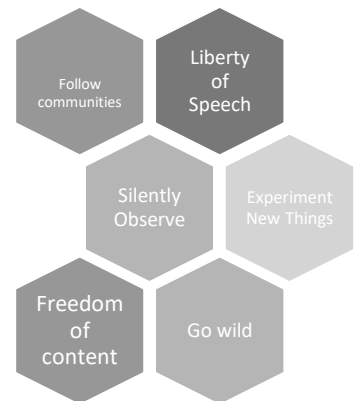 Follow
communities
Liberty
of
Speech
Silently
Observe
Experiment
New Things
Freedom
of
content
Go wild